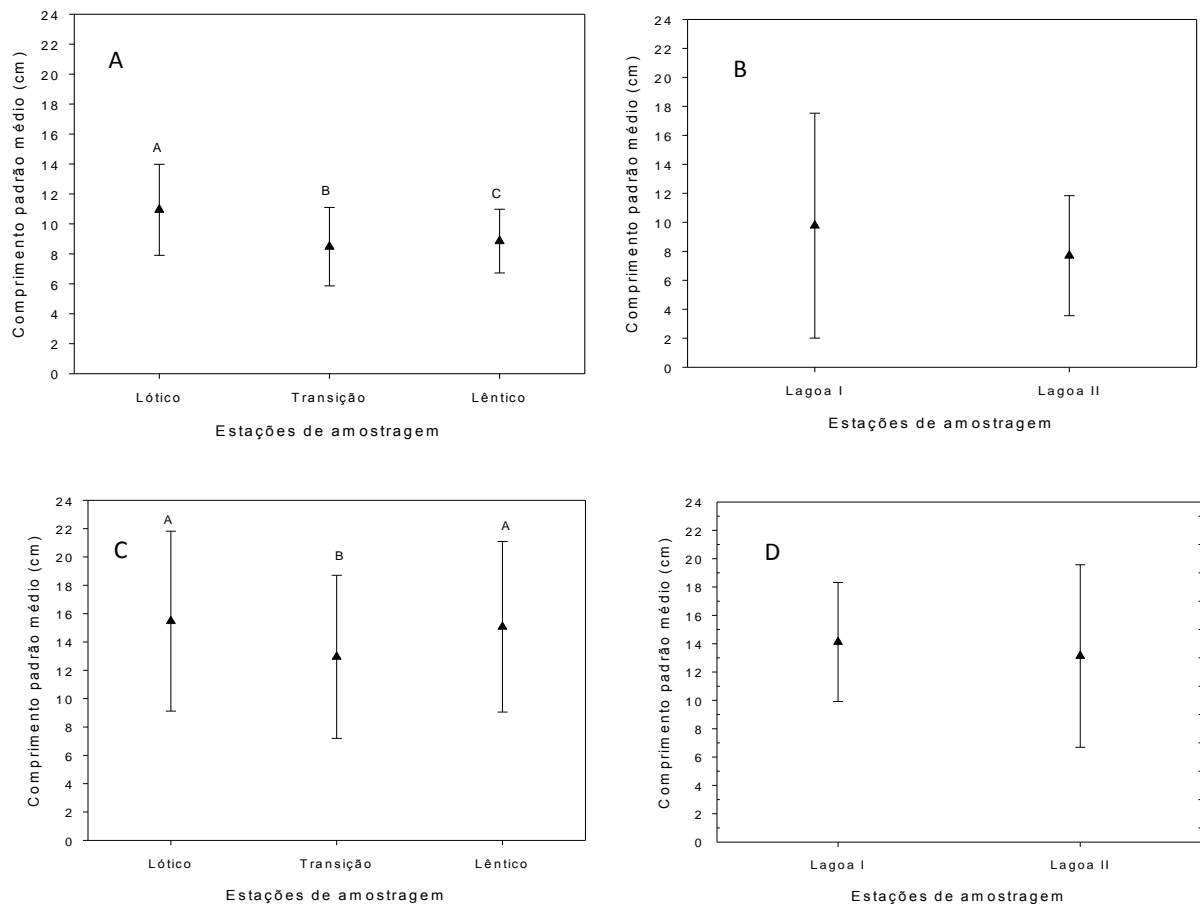 A
Comprimento padrão médio (cm)
24
22
20
18
16
14
12
10
8
6
4
2
0
A
B
C
Lótico Transição Lêntico
Estações de amostragem
B
Comprimento padrão médio (cm)
24
22
20
18
16
14
12
10
8
6
4
2
0
Lagoa I Lagoa II
Estações de amostragem
C
Comprimento padrão médio (cm)
24
22
20
18
16
14
12
10
8
6
4
2
0
A
B
A
Lótico Transição Lêntico
Estações de amostragem
D
Comprimento padrão médio (cm)
24
22
20
18
16
14
12
10
8
6
4
2
0
Lagoa I Lagoa II
Estações de amostragem